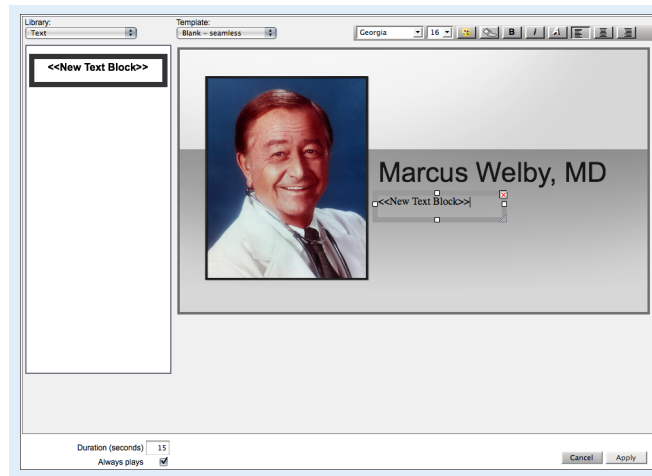 Library:
Text
Template:
Blank - seamless
Georgia
16
B
I
<<New Text Block>>
Marcus Welby, MD
<<New Text Block>>
Duration (seconds) 15
Always plays
Cancel
Apply